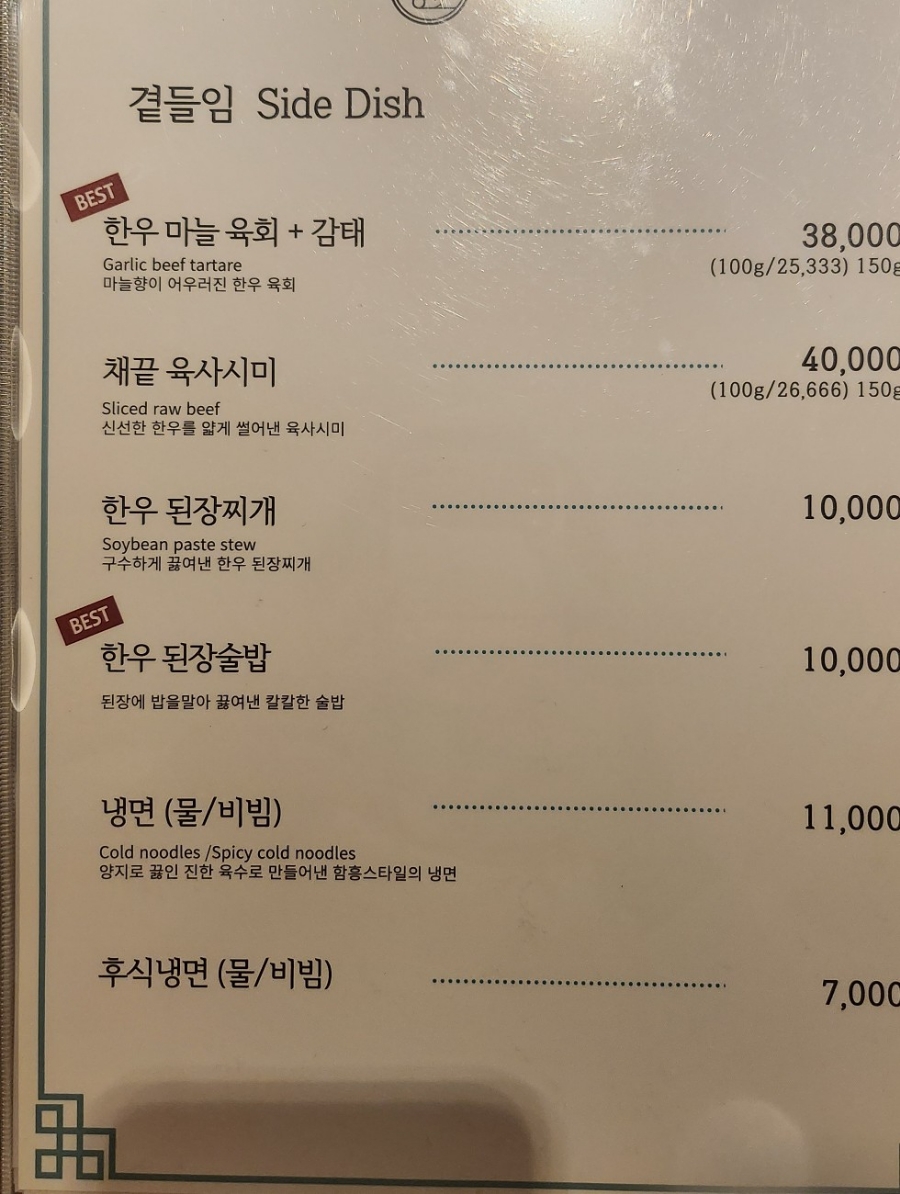 곁들임 Side Dish
BEST
한우 마늘 육회 + 감태 38,000
Garlic beef tartare (100g/25,333) 150g
마늘향이 어우러진 한우 육회
채끝 육사시미 40,000
(100g/26,666) 150g
Sliced raw beef
신선한 한우를 얇게 썰어낸 육사시미
한우 된장찌개 10,000
Soybean paste stew
구수하게 끓여낸 한우 된장찌개
BEST
한우 된장술밥 10,000
된장에 밥을말아 끓여낸 칼칼한 술밥
냉면 (물/비빔) 11,000
Cold noodles /Spicy cold noodles
양지로 끓인 진한 육수로 만들어낸 함흥스타일의 냉면
후식냉면 (물/비빔) 7,000